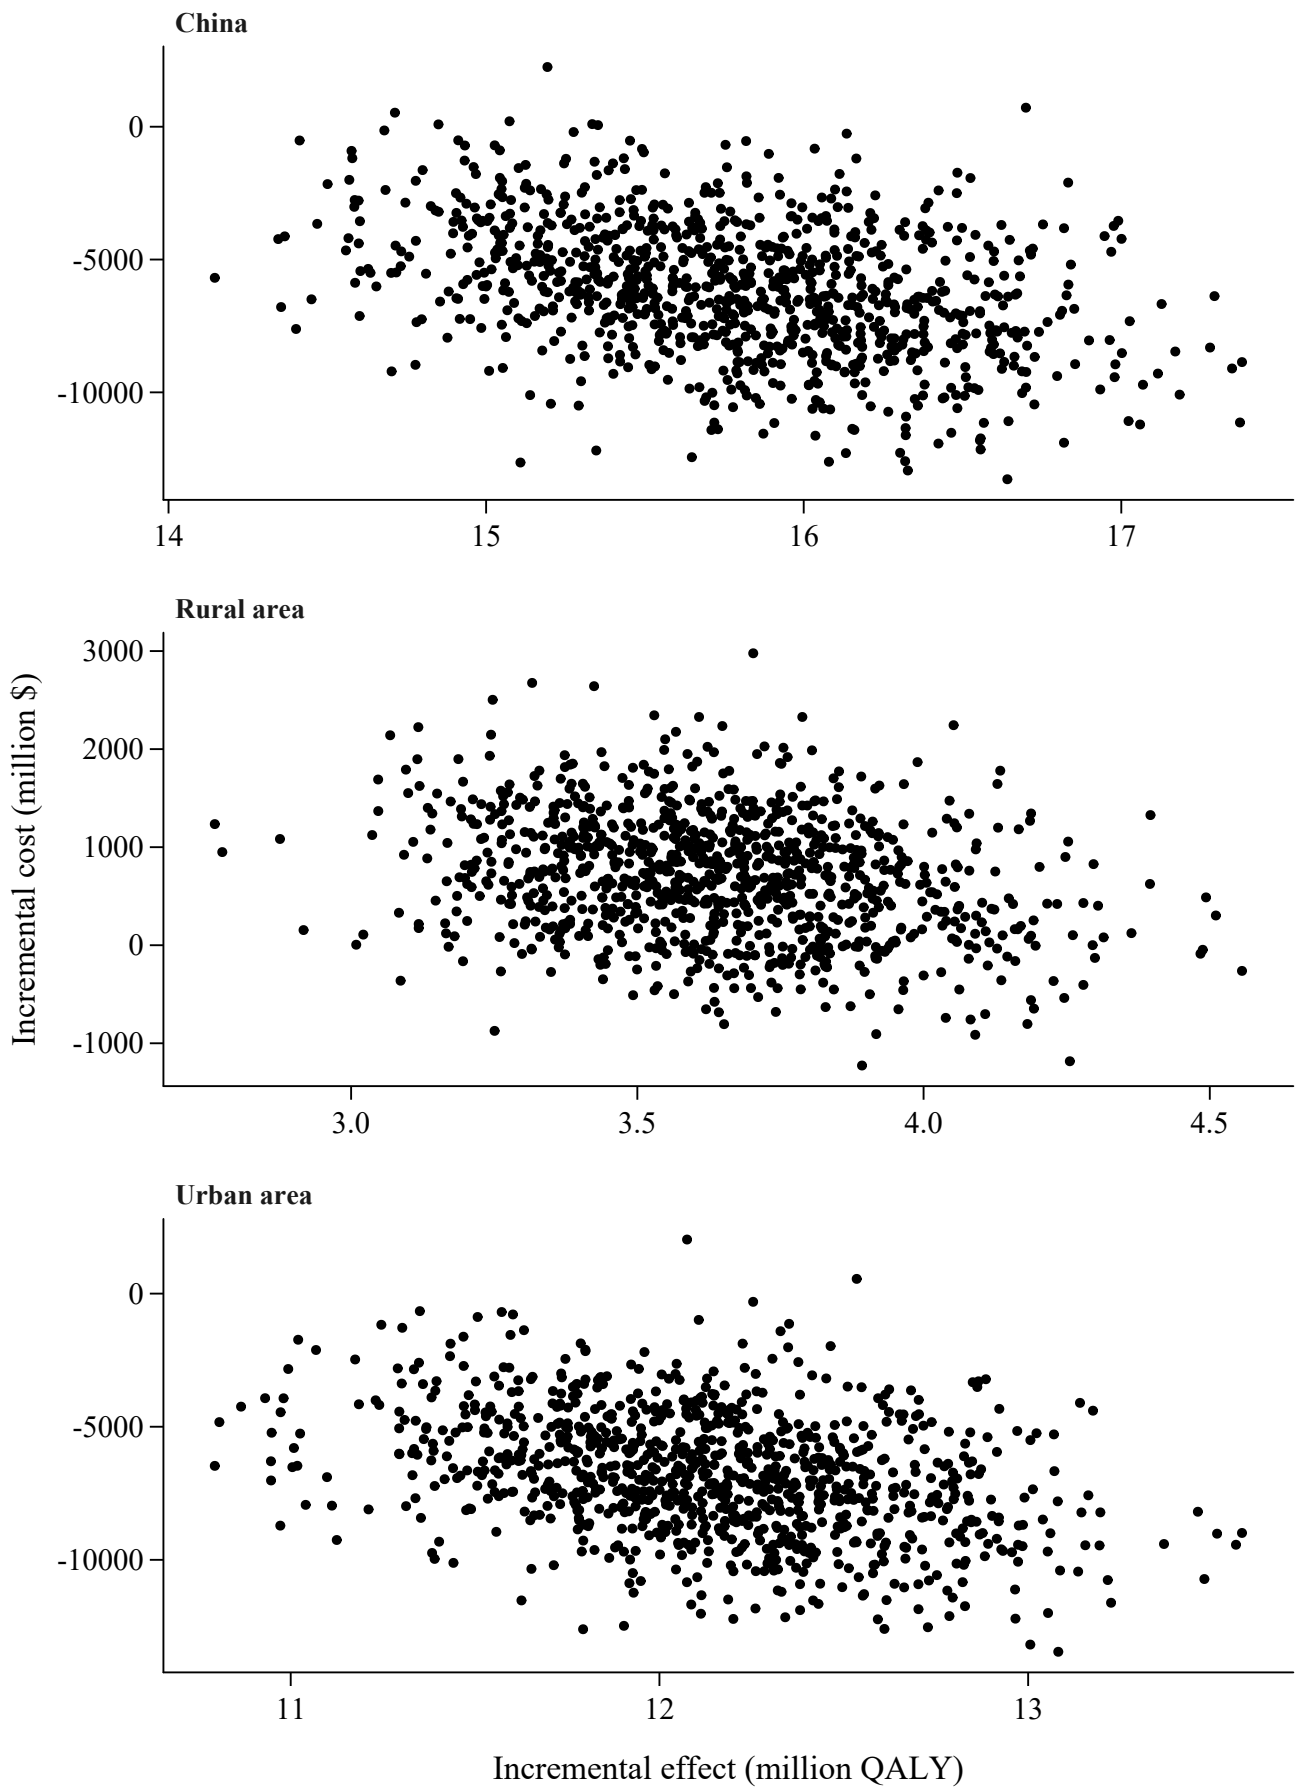 China
0
-5000
-10000
14 15 16 17
Rural area
3000
2000
1000
0
-1000
3.0 3.5 4.0 4.5
Incremental cost (million $)
Urban area
0
-5000
-10000
11 12 13
Incremental effect (million QALY)